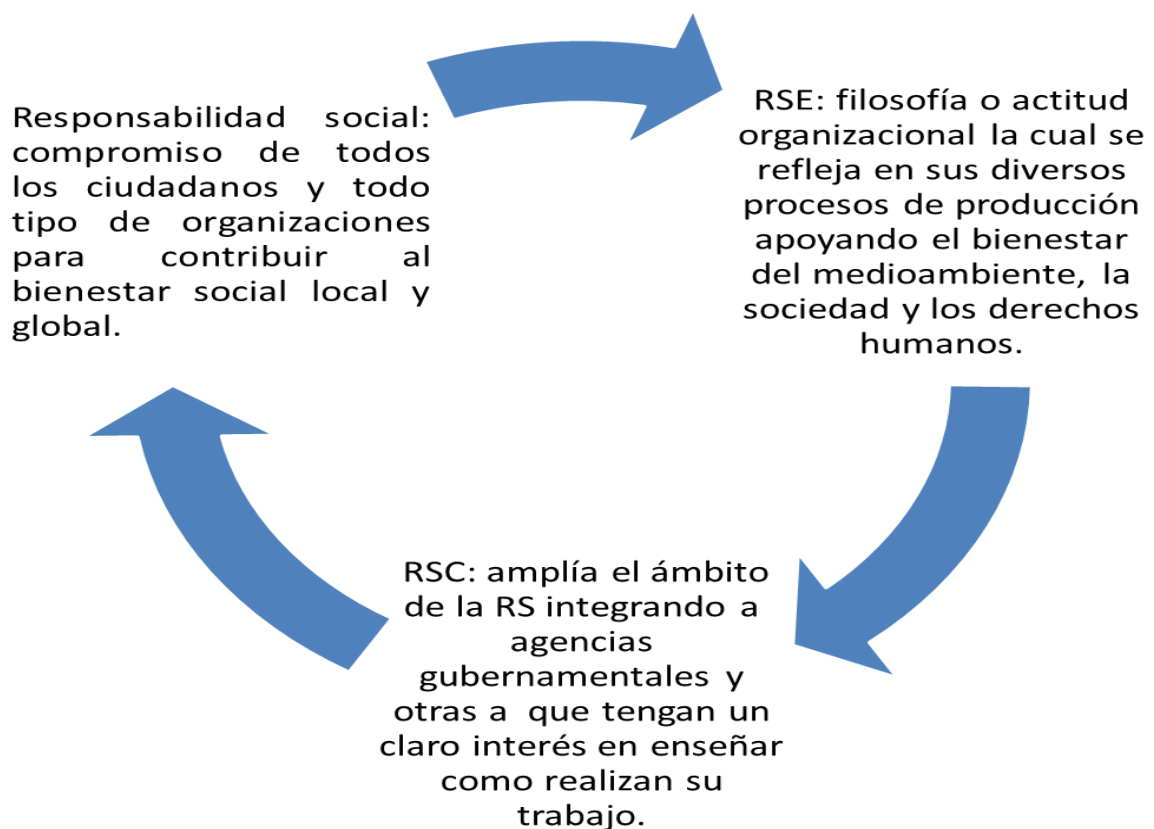 Responsabilidad social:
compromiso de todos
los ciudadanos y todo
tipo de organizaciones
para contribuir al
bienestar social local y
global.
RSE: filosofía o actitud
organizacional la cual se
refleja en sus diversos
procesos de producción
apoyando el bienestar
del medioambiente, la
sociedad y los derechos
humanos.
RSC: amplía el ámbito
de la RS integrando a
agencias
gubernamentales y
otras a que tengan un
claro interés en enseñar
como realizan su
trabajo.